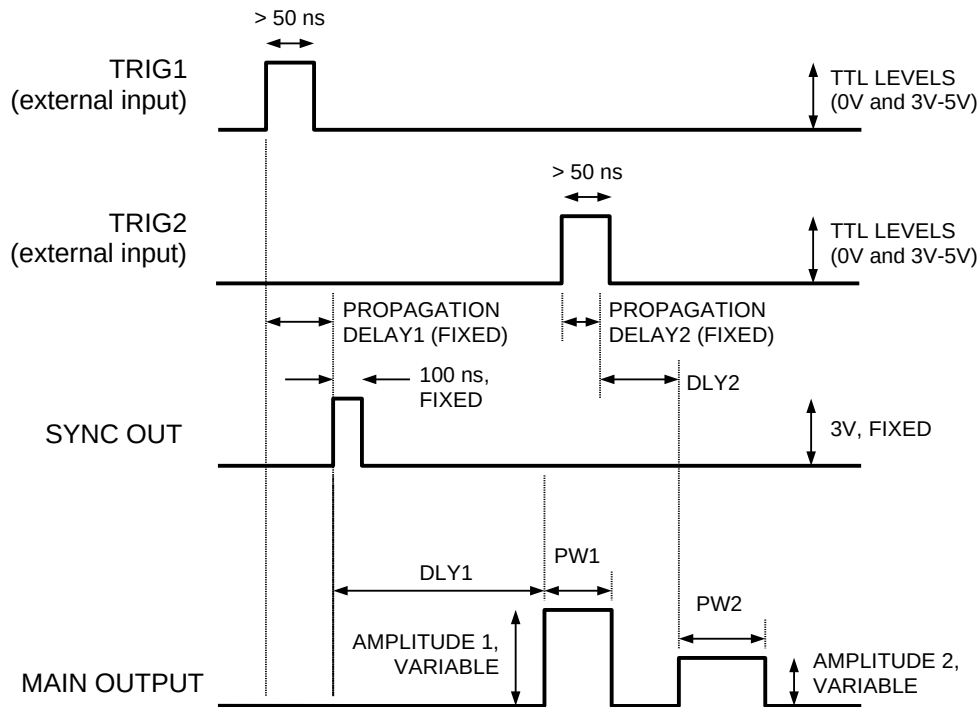 > 50 ns
TRIG1
(external input)
TTL LEVELS
(0V and 3V-5V)
> 50 ns
TRIG2
(external input)
TTL LEVELS
(0V and 3V-5V)
PROPAGATION
DELAY1 (FIXED)
PROPAGATION
DELAY2 (FIXED)
100 ns,
FIXED
DLY2
SYNC OUT
3V, FIXED
PW1
DLY1
PW2
AMPLITUDE 1,
VARIABLE
AMPLITUDE 2,
VARIABLE
MAIN OUTPUT